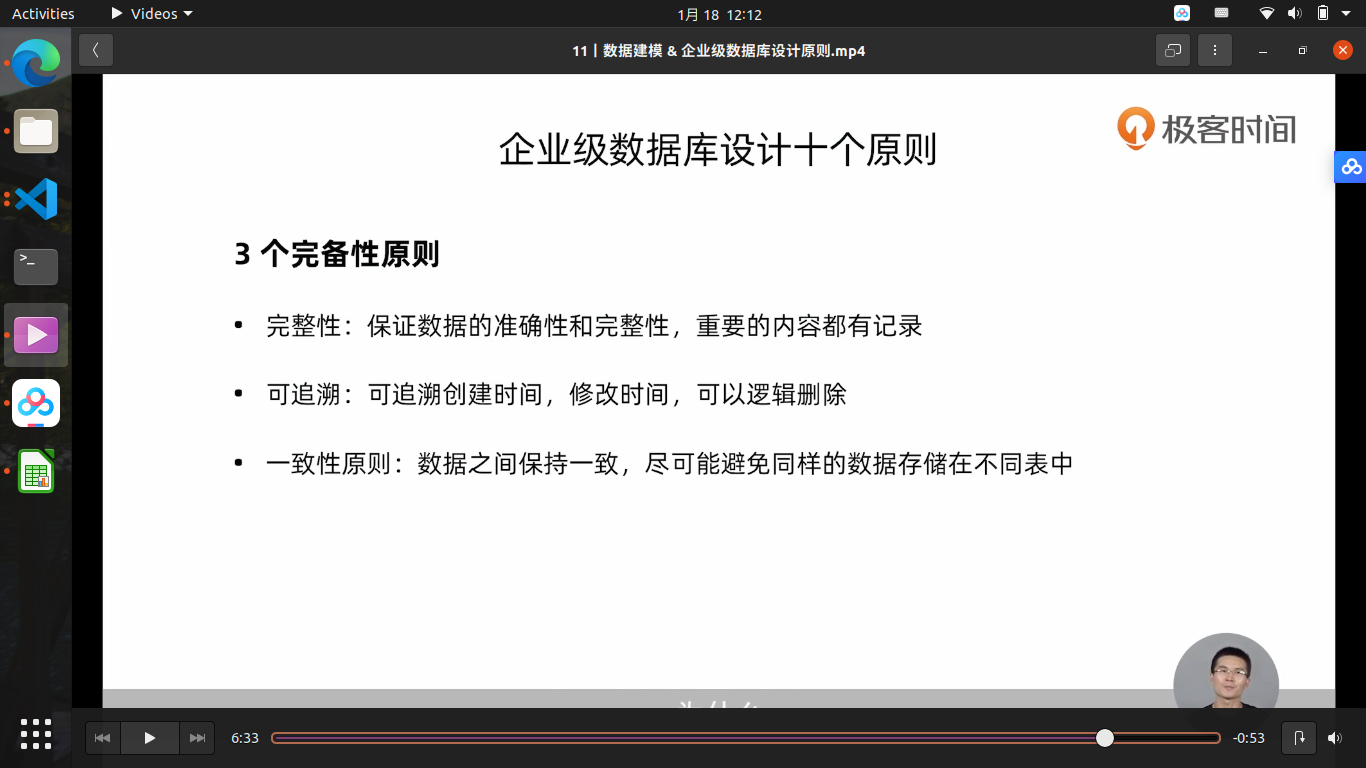 Activities
Videos
1月 18 12:12
11丨数据建模 & 企业级数据库设计原则.mp4
极客时间
企业级数据库设计十个原则
3 个完备性原则
• 完整性：保证数据的准确性和完整性，重要的内容都有记录
• 可追溯：可追溯创建时间，修改时间，可以逻辑删除
• 一致性原则：数据之间保持一致，尽可能避免同样的数据存储在不同表中
6:33
-0:53